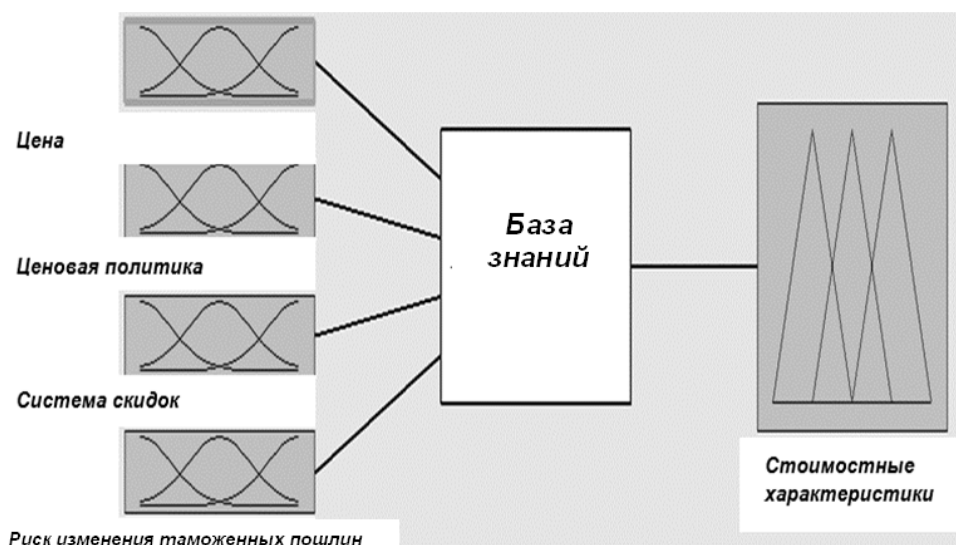 Цена
Ценовая политика
Система скидок
Риск изменения таможенных пошлин
База
знаний
Стоимостные
характеристики